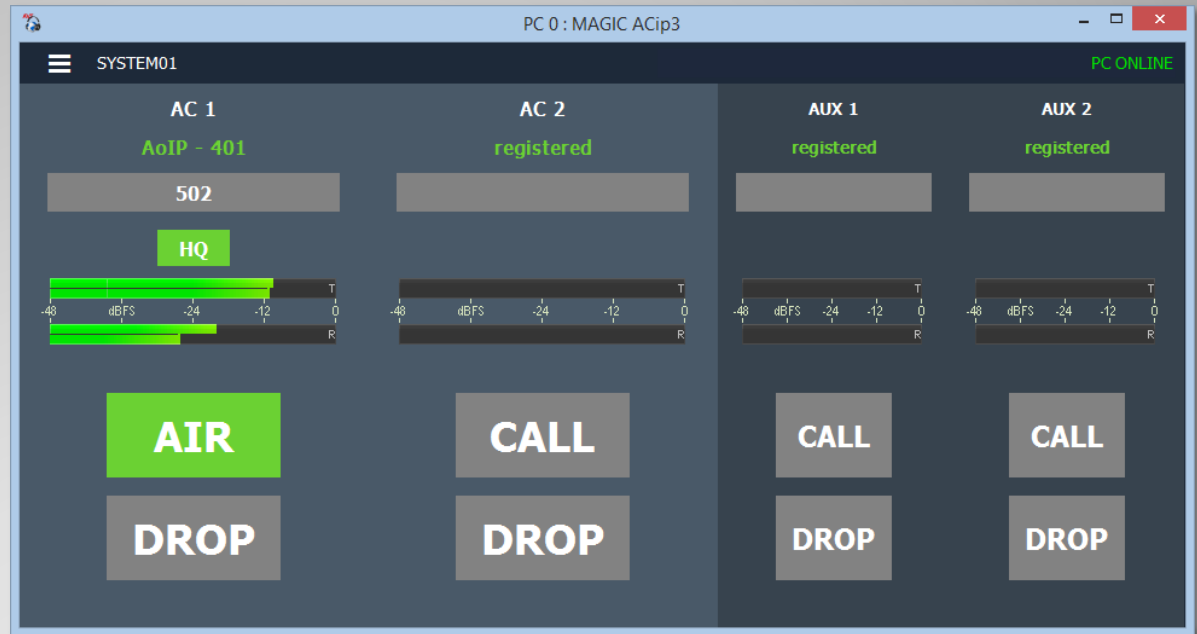 PC 0 : MAGIC ACip3
SYSTEM01
PC ONLINE
AC 1
AC 2
AUX 1
AUX 2
AoIP - 401
registered
registered
registered
502
HQ
T
T
T
T
-48 dBFS -24 -12 0
-48 dBFS -24 -12 0
-48 dBFS -24 -12 0
-48 dBFS -24 -12 0
R
R
R
R
AIR
CALL
CALL
CALL
DROP
DROP
DROP
DROP